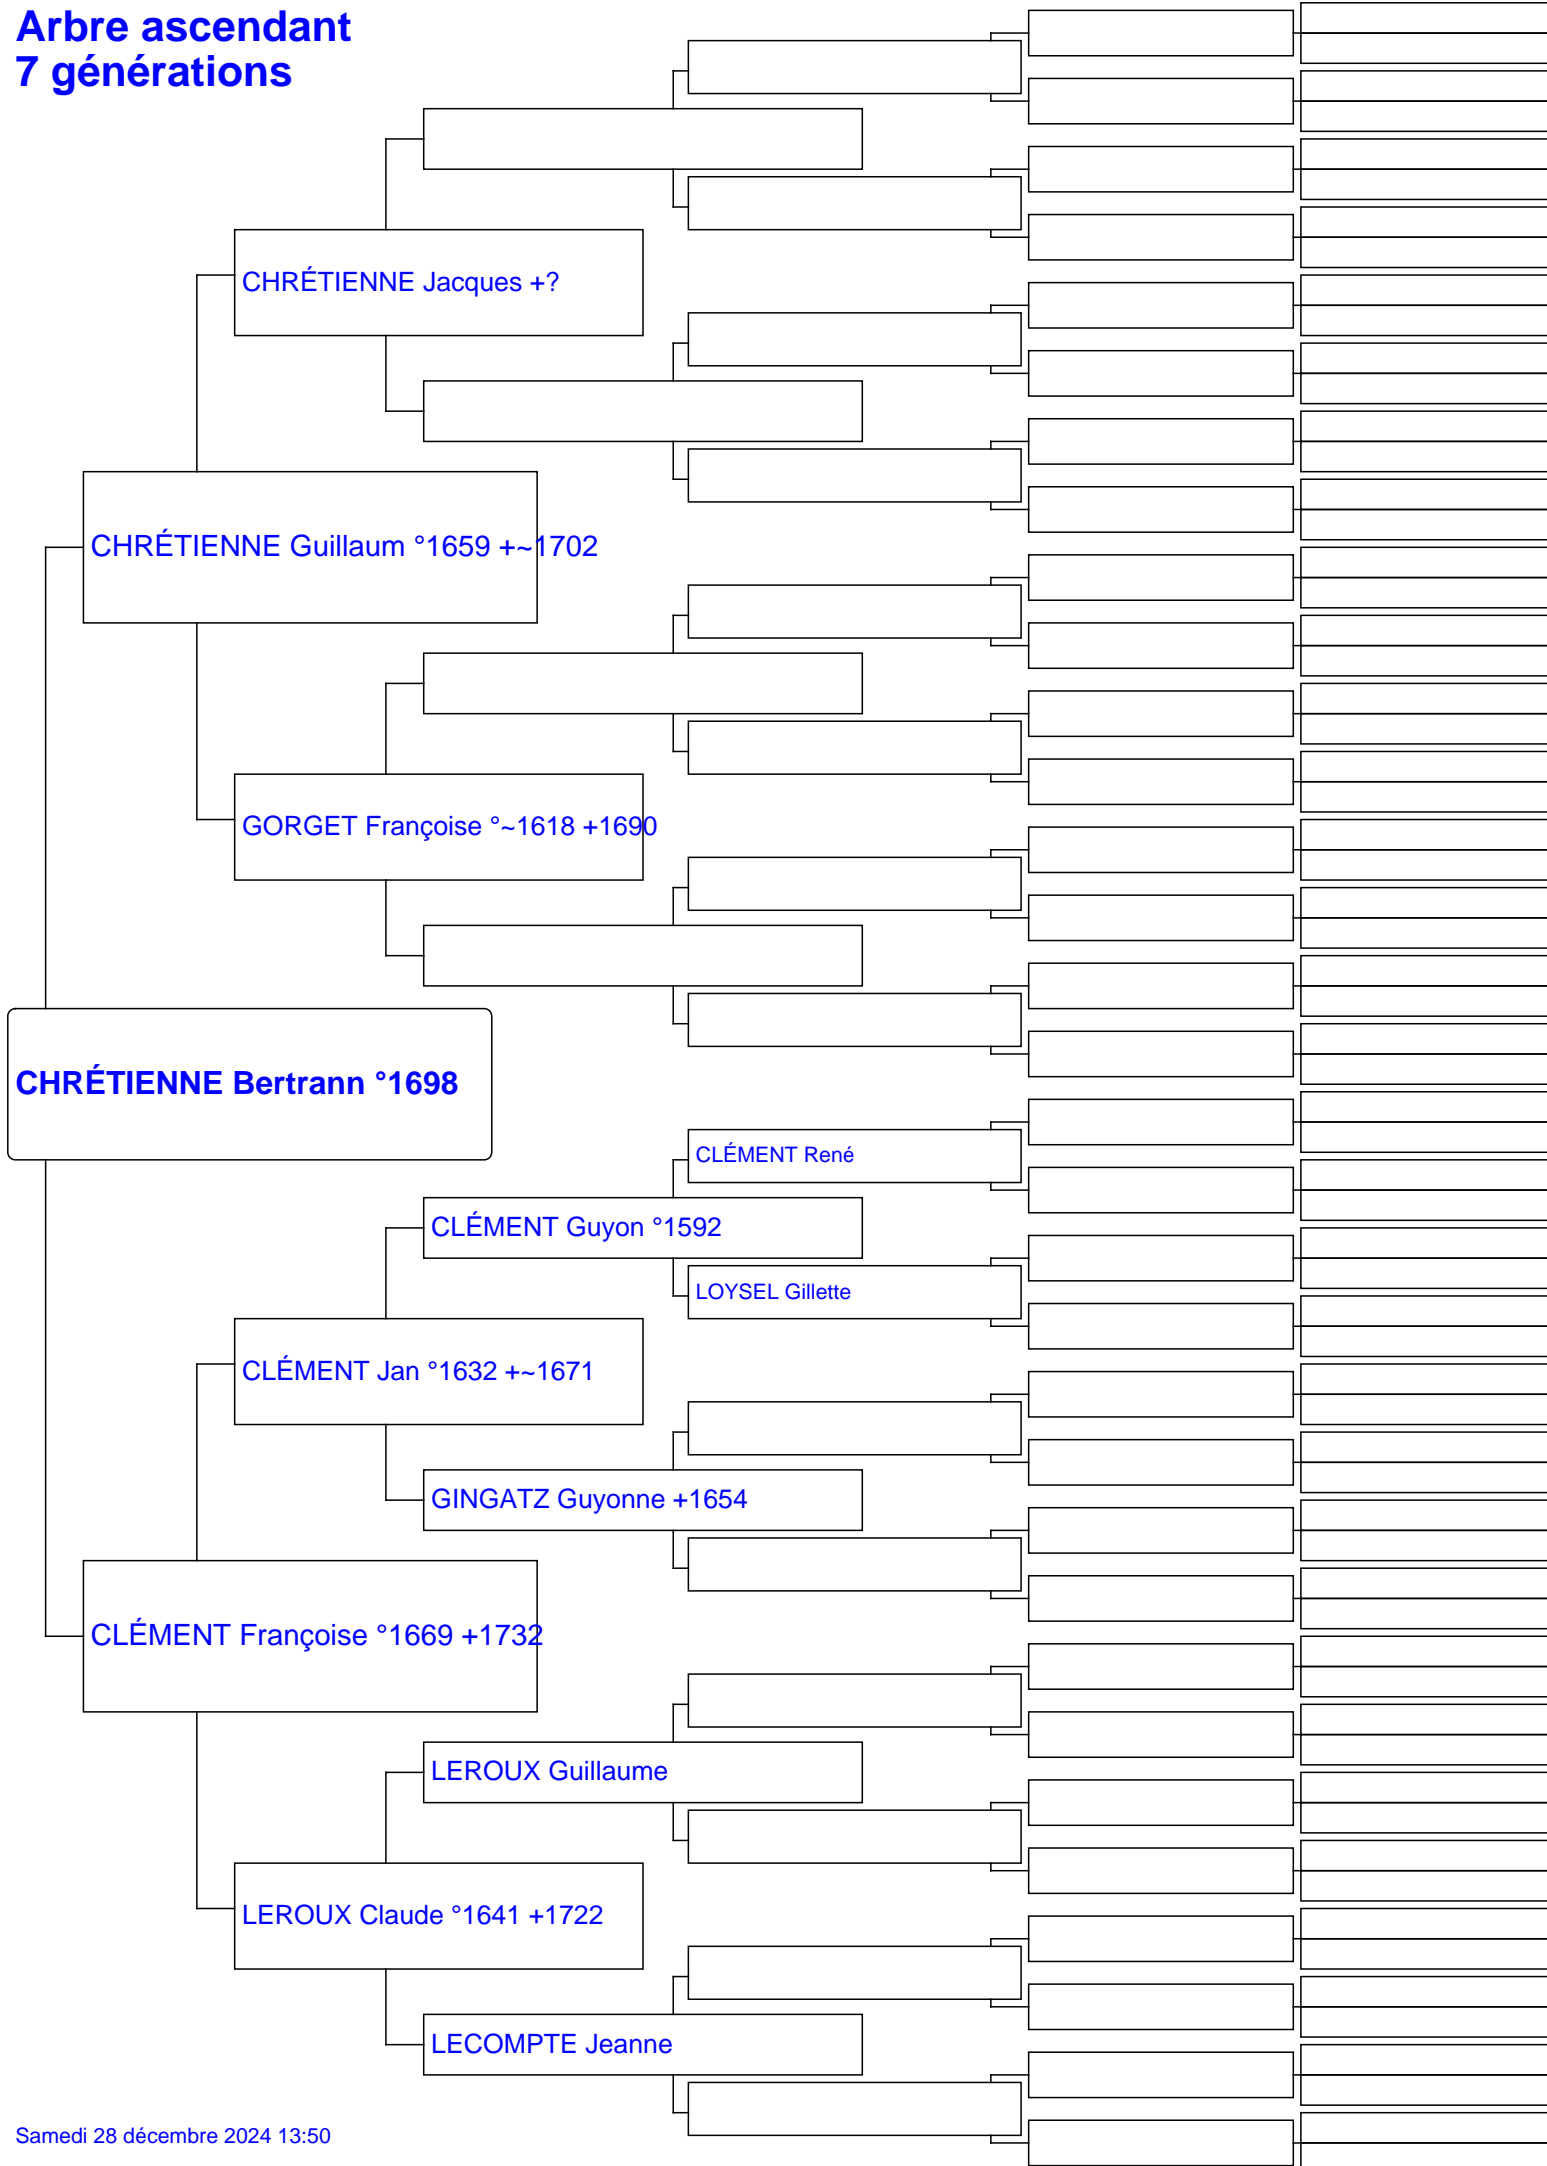 Arbre ascendant
7 générations
CHRÉTIENNE Jacques +?
CHRÉTIENNE Guillaum °1659 +~1702
GORGET Françoise °~1618 +1690
CHRÉTIENNE Bertrann °1698
CLÉMENT René
CLÉMENT Guyon °1592
LOYSEL Gillette
CLÉMENT Jan °1632 +~1671
GINGATZ Guyonne +1654
CLÉMENT Françoise °1669 +1732
LEROUX Guillaume
LEROUX Claude °1641 +1722
LECOMPTE Jeanne
Samedi 28 décembre 2024 13:50